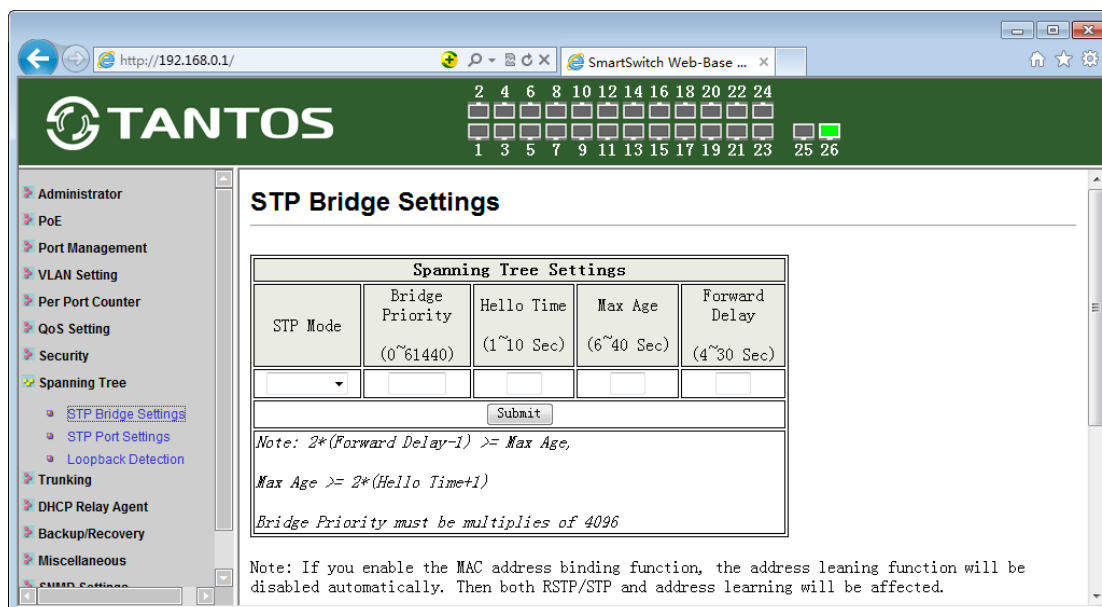 http://192.168.0.1/
SmartSwitch Web-Base ...
TANTOS
2 4 6 8 10 12 14 16 18 20 22 24
1 3 5 7 9 11 13 15 17 19 21 23 25 26
Administrator
PoE
Port Management
VLAN Setting
Per Port Counter
QoS Setting
Security
Spanning Tree
STP Bridge Settings
STP Port Settings
Loopback Detection
Trunking
DHCP Relay Agent
Backup/Recovery
Miscellaneous
SNMP Settings
STP Bridge Settings
Spanning Tree Settings
STP Mode
Bridge
Priority
(0~61440)
Hello Time
(1~10 Sec)
Max Age
(6~40 Sec)
Forward
Delay
(4~30 Sec)
Submit
Note: 2*(Forward Delay-1) >= Max Age,
Max Age >= 2*(Hello Time+1)
Bridge Priority must be multiplies of 4096
Note: If you enable the MAC address binding function, the address leaning function will be
disabled automatically. Then both RSTP/STP and address learning will be affected.